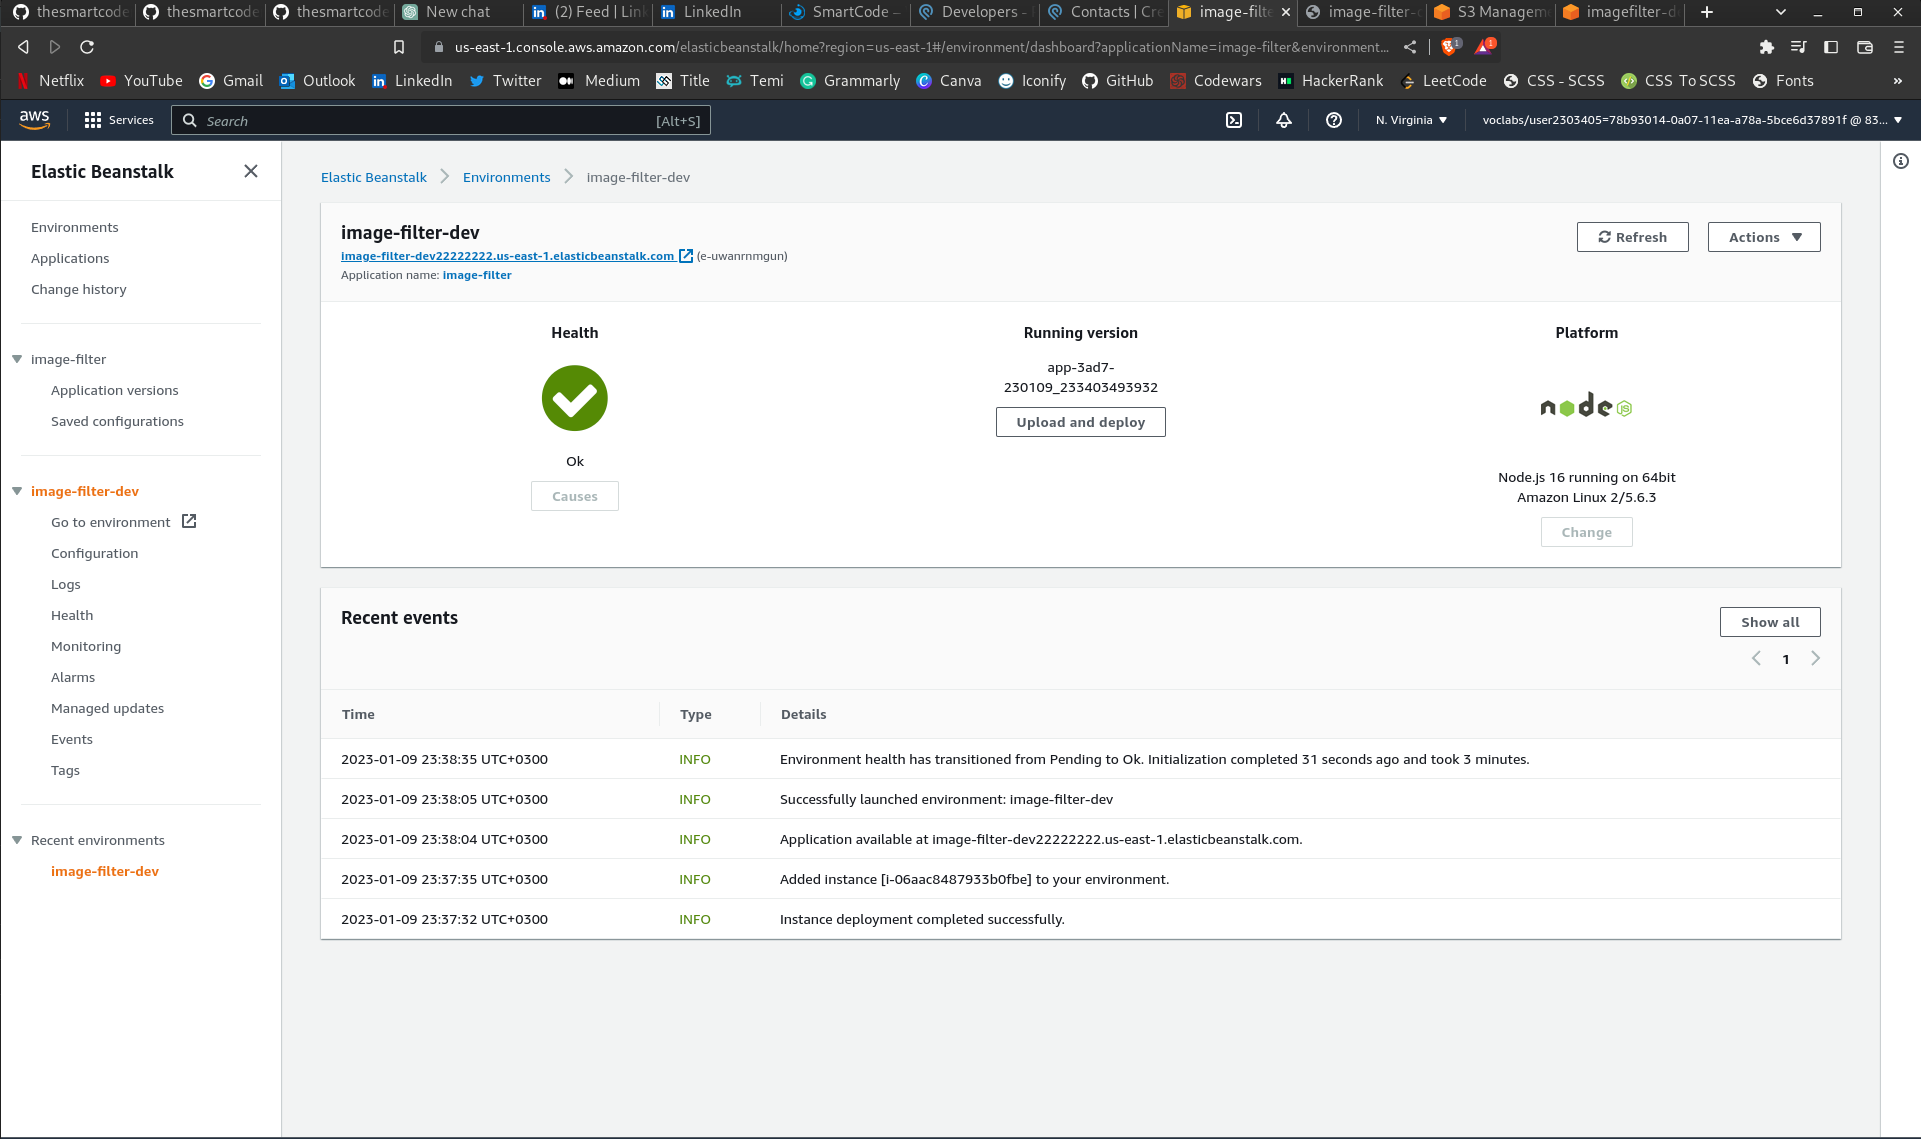 thesmartcode
thesmartcode
thesmartcode
New chat
(2) Feed | Link
LinkedIn
SmartCode –
Developers -
Contacts | Cre
image-filte
image-filter-d
S3 Managem
imagefilter-d
us-east-1.console.aws.amazon.com/elasticbeanstalk/home?region=us-east-1#/environment/dashboard?applicationName=image-filter&environment...
1
1
Netflix YouTube Gmail Outlook LinkedIn Twitter Medium Title Temi Grammarly Canva Iconify GitHub Codewars HackerRank LeetCode CSS - SCSS CSS To SCSS Fonts »
aws Services Search [Alt+S] N. Virginia voclabs/user2303405=78b93014-0a07-11ea-a78a-5bce6d37891f @ 83...
Elastic Beanstalk
Environments
Applications
Change history
image-filter
Application versions
Saved configurations
image-filter-dev
Go to environment
Configuration
Logs
Health
Monitoring
Alarms
Managed updates
Events
Tags
Recent environments
image-filter-dev
Elastic Beanstalk Environments image-filter-dev
image-filter-dev
image-filter-dev22222222.us-east-1.elasticbeanstalk.com (e-uwanrnmgun)
Application name: image-filter
Refresh
Actions
Health
Ok
Causes
Running version
app-3ad7-
230109_233403493932
Upload and deploy
Platform
node JS
Node.js 16 running on 64bit
Amazon Linux 2/5.6.3
Change
Recent events
Show all
1
Time Type Details
2023-01-09 23:38:35 UTC+0300 INFO Environment health has transitioned from Pending to Ok. Initialization completed 31 seconds ago and took 3 minutes.
2023-01-09 23:38:05 UTC+0300 INFO Successfully launched environment: image-filter-dev
2023-01-09 23:38:04 UTC+0300 INFO Application available at image-filter-dev22222222.us-east-1.elasticbeanstalk.com.
2023-01-09 23:37:35 UTC+0300 INFO Added instance [i-06aac8487933b0fbe] to your environment.
2023-01-09 23:37:32 UTC+0300 INFO Instance deployment completed successfully.